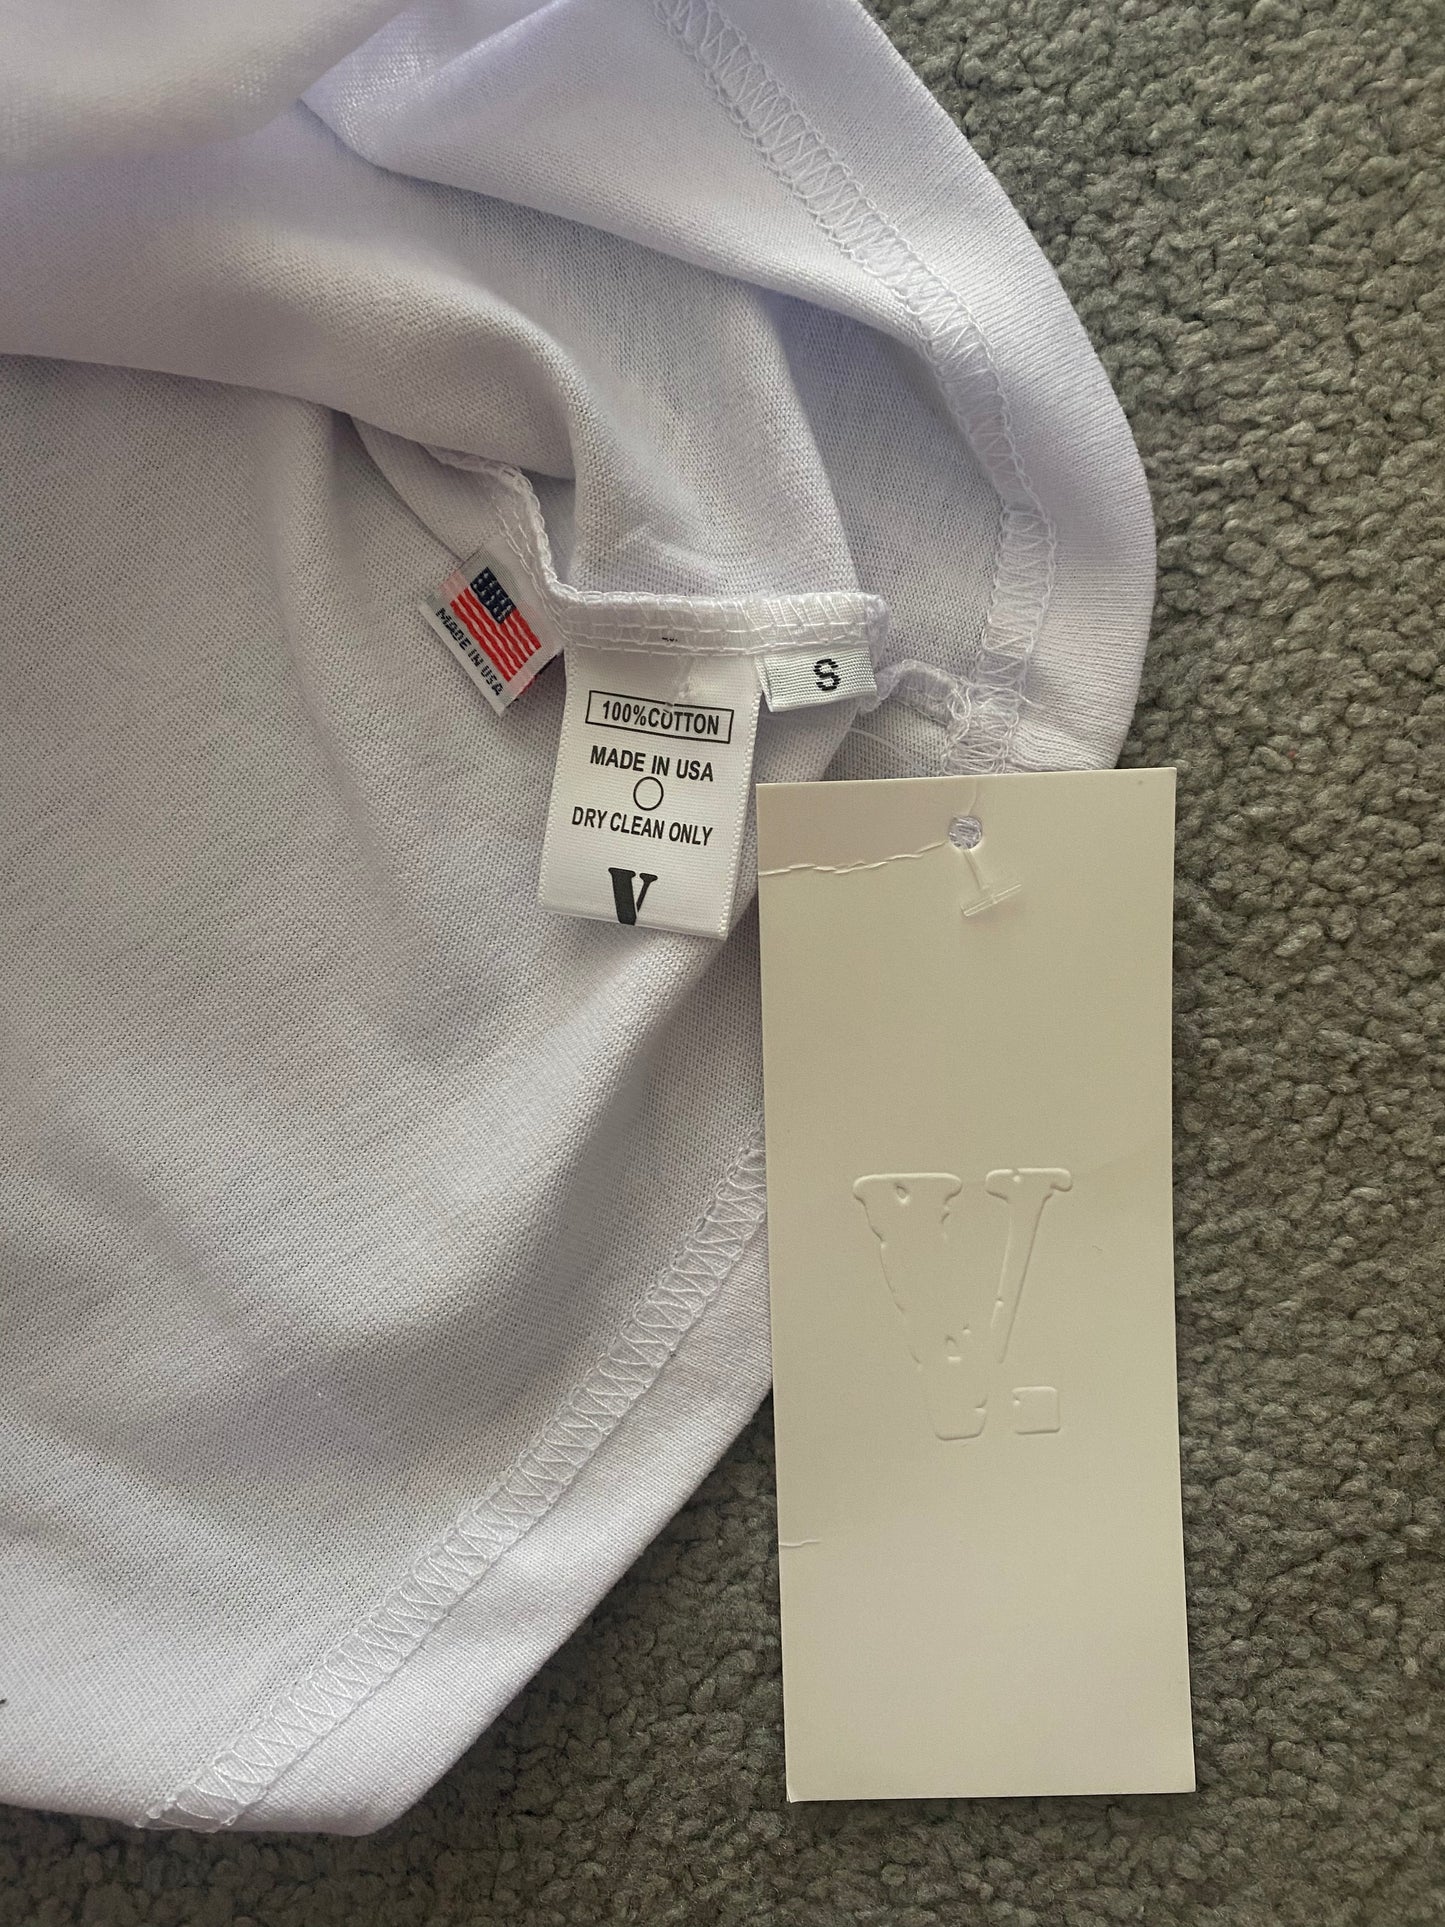 MADE IN USA
S
100%COTTON
MADE IN USA
DRY CLEAN ONLY
V
V.